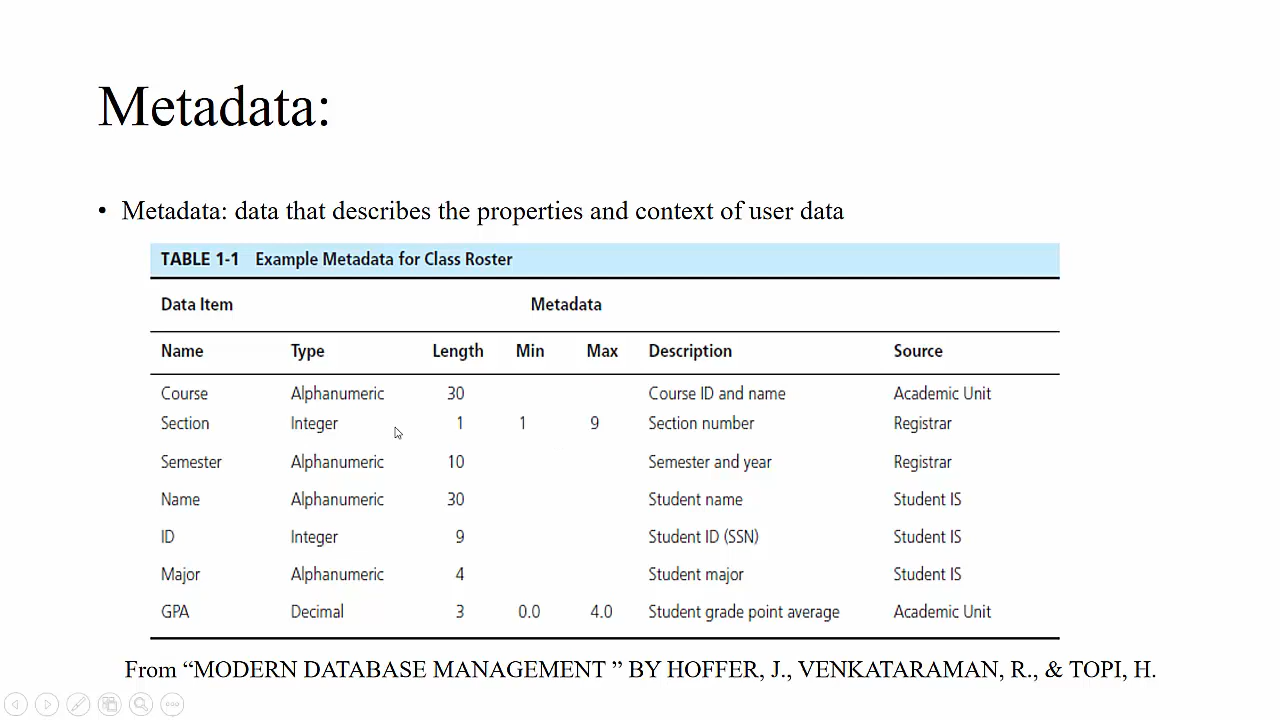 Metadata:
• Metadata: data that describes the properties and context of user data
TABLE 1-1 Example Metadata for Class Roster
Data Item Metadata
Name Type Length Min Max Description Source
Course Alphanumeric 30 Course ID and name Academic Unit
Section Integer 1 1 9 Section number Registrar
Semester Alphanumeric 10 Semester and year Registrar
Name Alphanumeric 30 Student name Student IS
ID Integer 9 Student ID (SSN) Student IS
Major Alphanumeric 4 Student major Student IS
GPA Decimal 3 0.0 4.0 Student grade point average Academic Unit
From “MODERN DATABASE MANAGEMENT ” BY HOFFER, J., VENKATARAMAN, R., & TOPI, H.